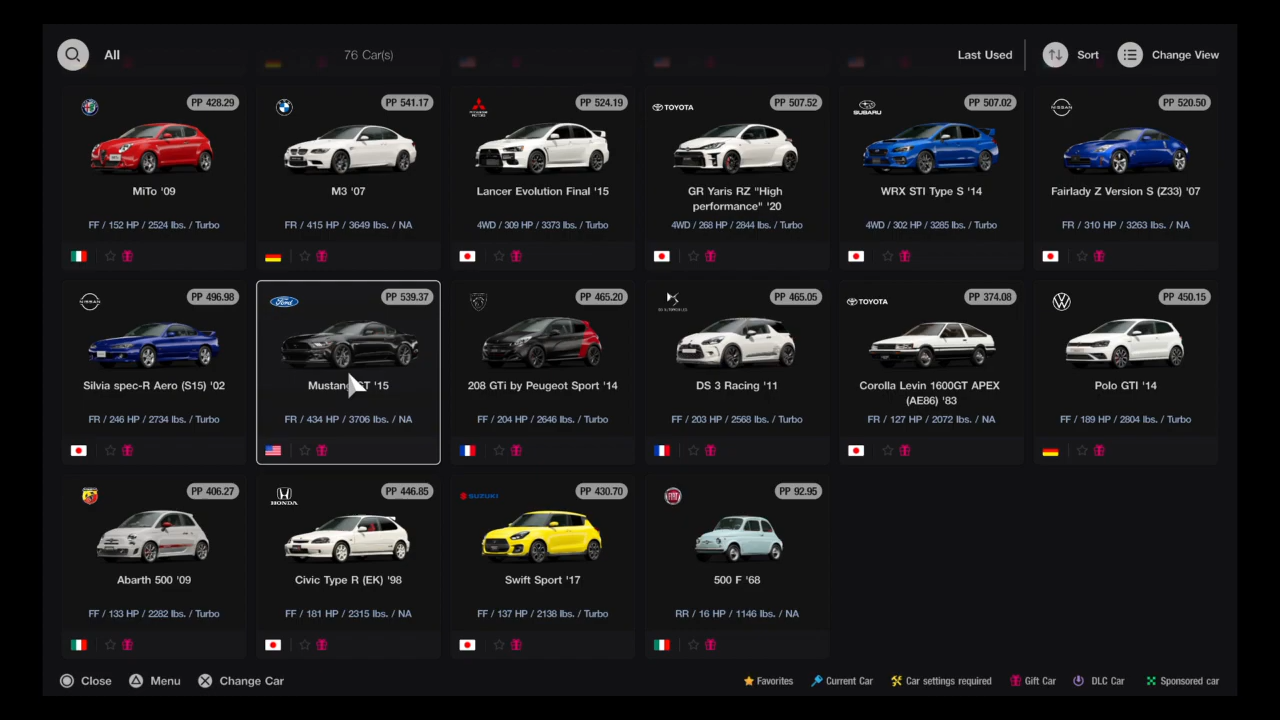 All
76 Car(s)
Last Used
Sort
Change View
PP 428.29
MiTo '09
FF / 152 HP / 2524 lbs. / Turbo
PP 541.17
M3 '07
FR / 415 HP / 3649 lbs. / NA
MITSUBISHI
MOTORS
PP 524.19
Lancer Evolution Final '15
4WD / 309 HP / 3373 lbs. / Turbo
TOYOTA
PP 507.52
GR Yaris RZ "High
performance" '20
4WD / 268 HP / 2844 lbs. / Turbo
SUBARU
PP 507.02
WRX STI Type S '14
4WD / 302 HP / 3285 lbs. / Turbo
NISSAN
PP 520.50
Fairlady Z Version S (Z33) '07
FR / 310 HP / 3263 lbs. / NA
NISSAN
PP 496.98
Silvia spec-R Aero (S15) '02
FR / 246 HP / 2734 lbs. / Turbo
Ford
PP 539.37
Mustang GT '15
FR / 434 HP / 3706 lbs. / NA
PP 465.20
208 GTi by Peugeot Sport '14
FF / 204 HP / 2646 lbs. / Turbo
DS AUTOMOBILES
PP 465.05
DS 3 Racing '11
FF / 203 HP / 2568 lbs. / Turbo
TOYOTA
PP 374.08
Corolla Levin 1600GT APEX
(AE86) '83
FR / 127 HP / 2072 lbs. / NA
PP 450.15
Polo GTI '14
FF / 189 HP / 2804 lbs. / Turbo
PP 406.27
Abarth 500 '09
FF / 133 HP / 2282 lbs. / Turbo
HONDA
PP 446.85
Civic Type R (EK) '98
FF / 181 HP / 2315 lbs. / NA
SUZUKI
PP 430.70
Swift Sport '17
FF / 137 HP / 2138 lbs. / Turbo
FIAT
PP 92.95
500 F '68
RR / 16 HP / 1146 lbs. / NA
Close
Menu
Change Car
Favorites
Current Car
Car settings required
Gift Car
DLC Car
Sponsored car